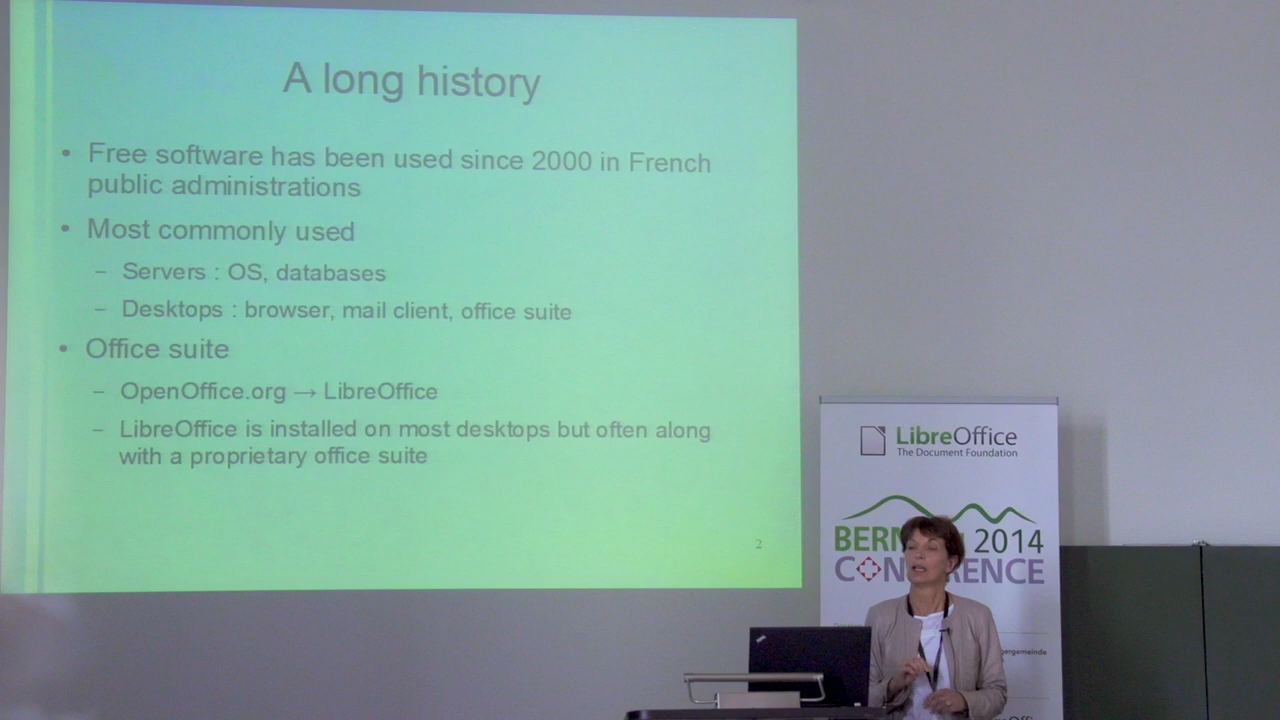 A long history
• Free software has been used since 2000 in French
public administrations
• Most commonly used
– Servers : OS, databases
– Desktops : browser, mail client, office suite
• Office suite
– OpenOffice.org → LibreOffice
– LibreOffice is installed on most desktops but often along
with a proprietary office suite
2
LibreOffice
The Document Foundation
BERN 2014
CONFERENCE